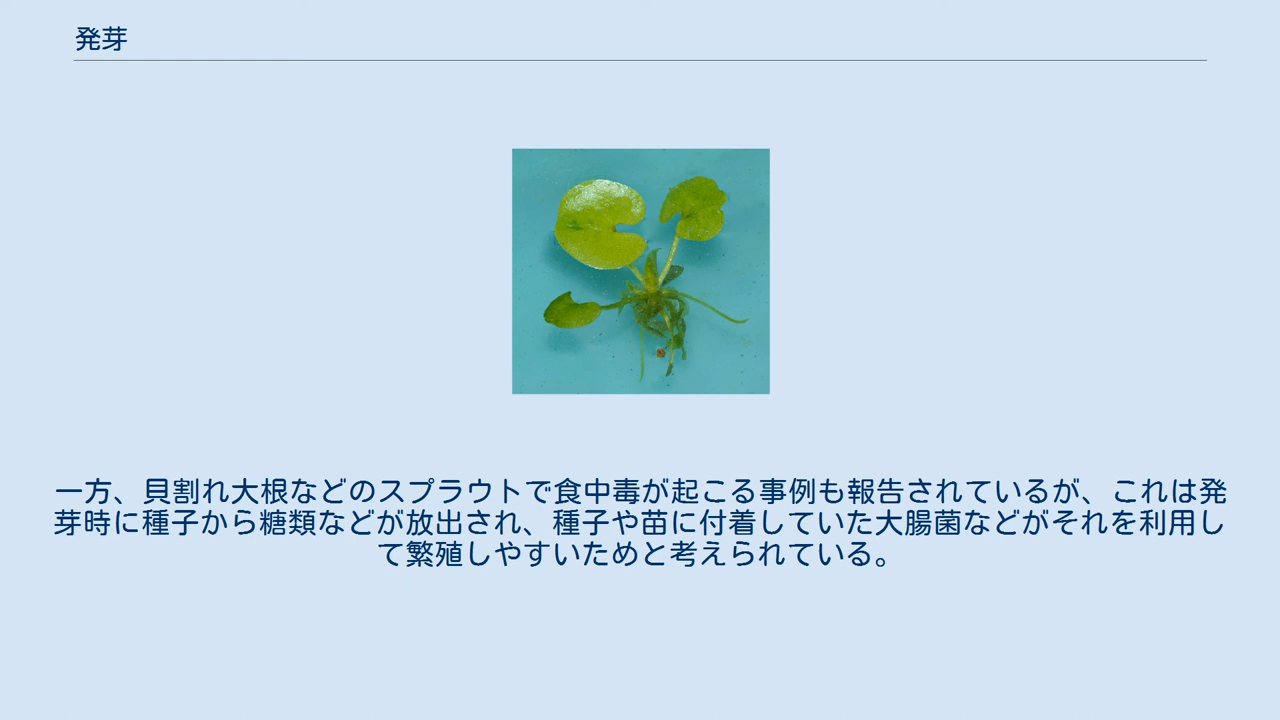 発芽
一方、貝割れ大根などのスプラウトで食中毒が起こる事例も報告されているが、これは発
芽時に種子から糖類などが放出され、種子や苗に付着していた大腸菌などがそれを利用し
て繁殖しやすいためと考えられている。